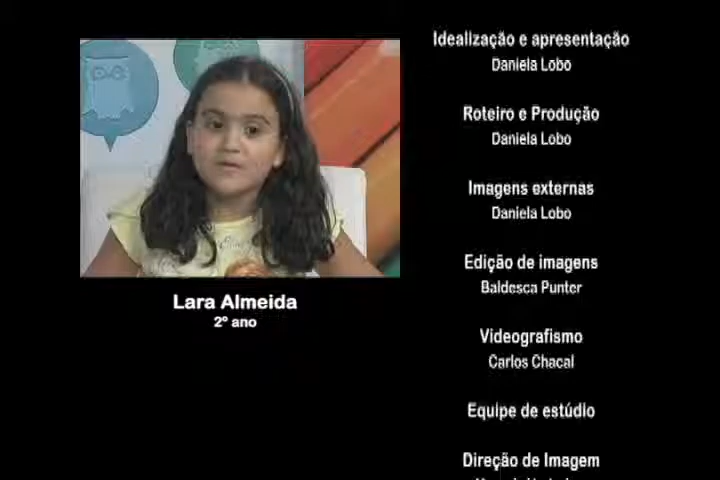 Lara Almeida
2º ano
Idealização e apresentação
Daniela Lobo
Roteiro e Produção
Daniela Lobo
Imagens externas
Daniela Lobo
Edição de imagens
Baldesca Punter
Videografismo
Carlos Chacal
Equipe de estúdio
Direção de Imagem